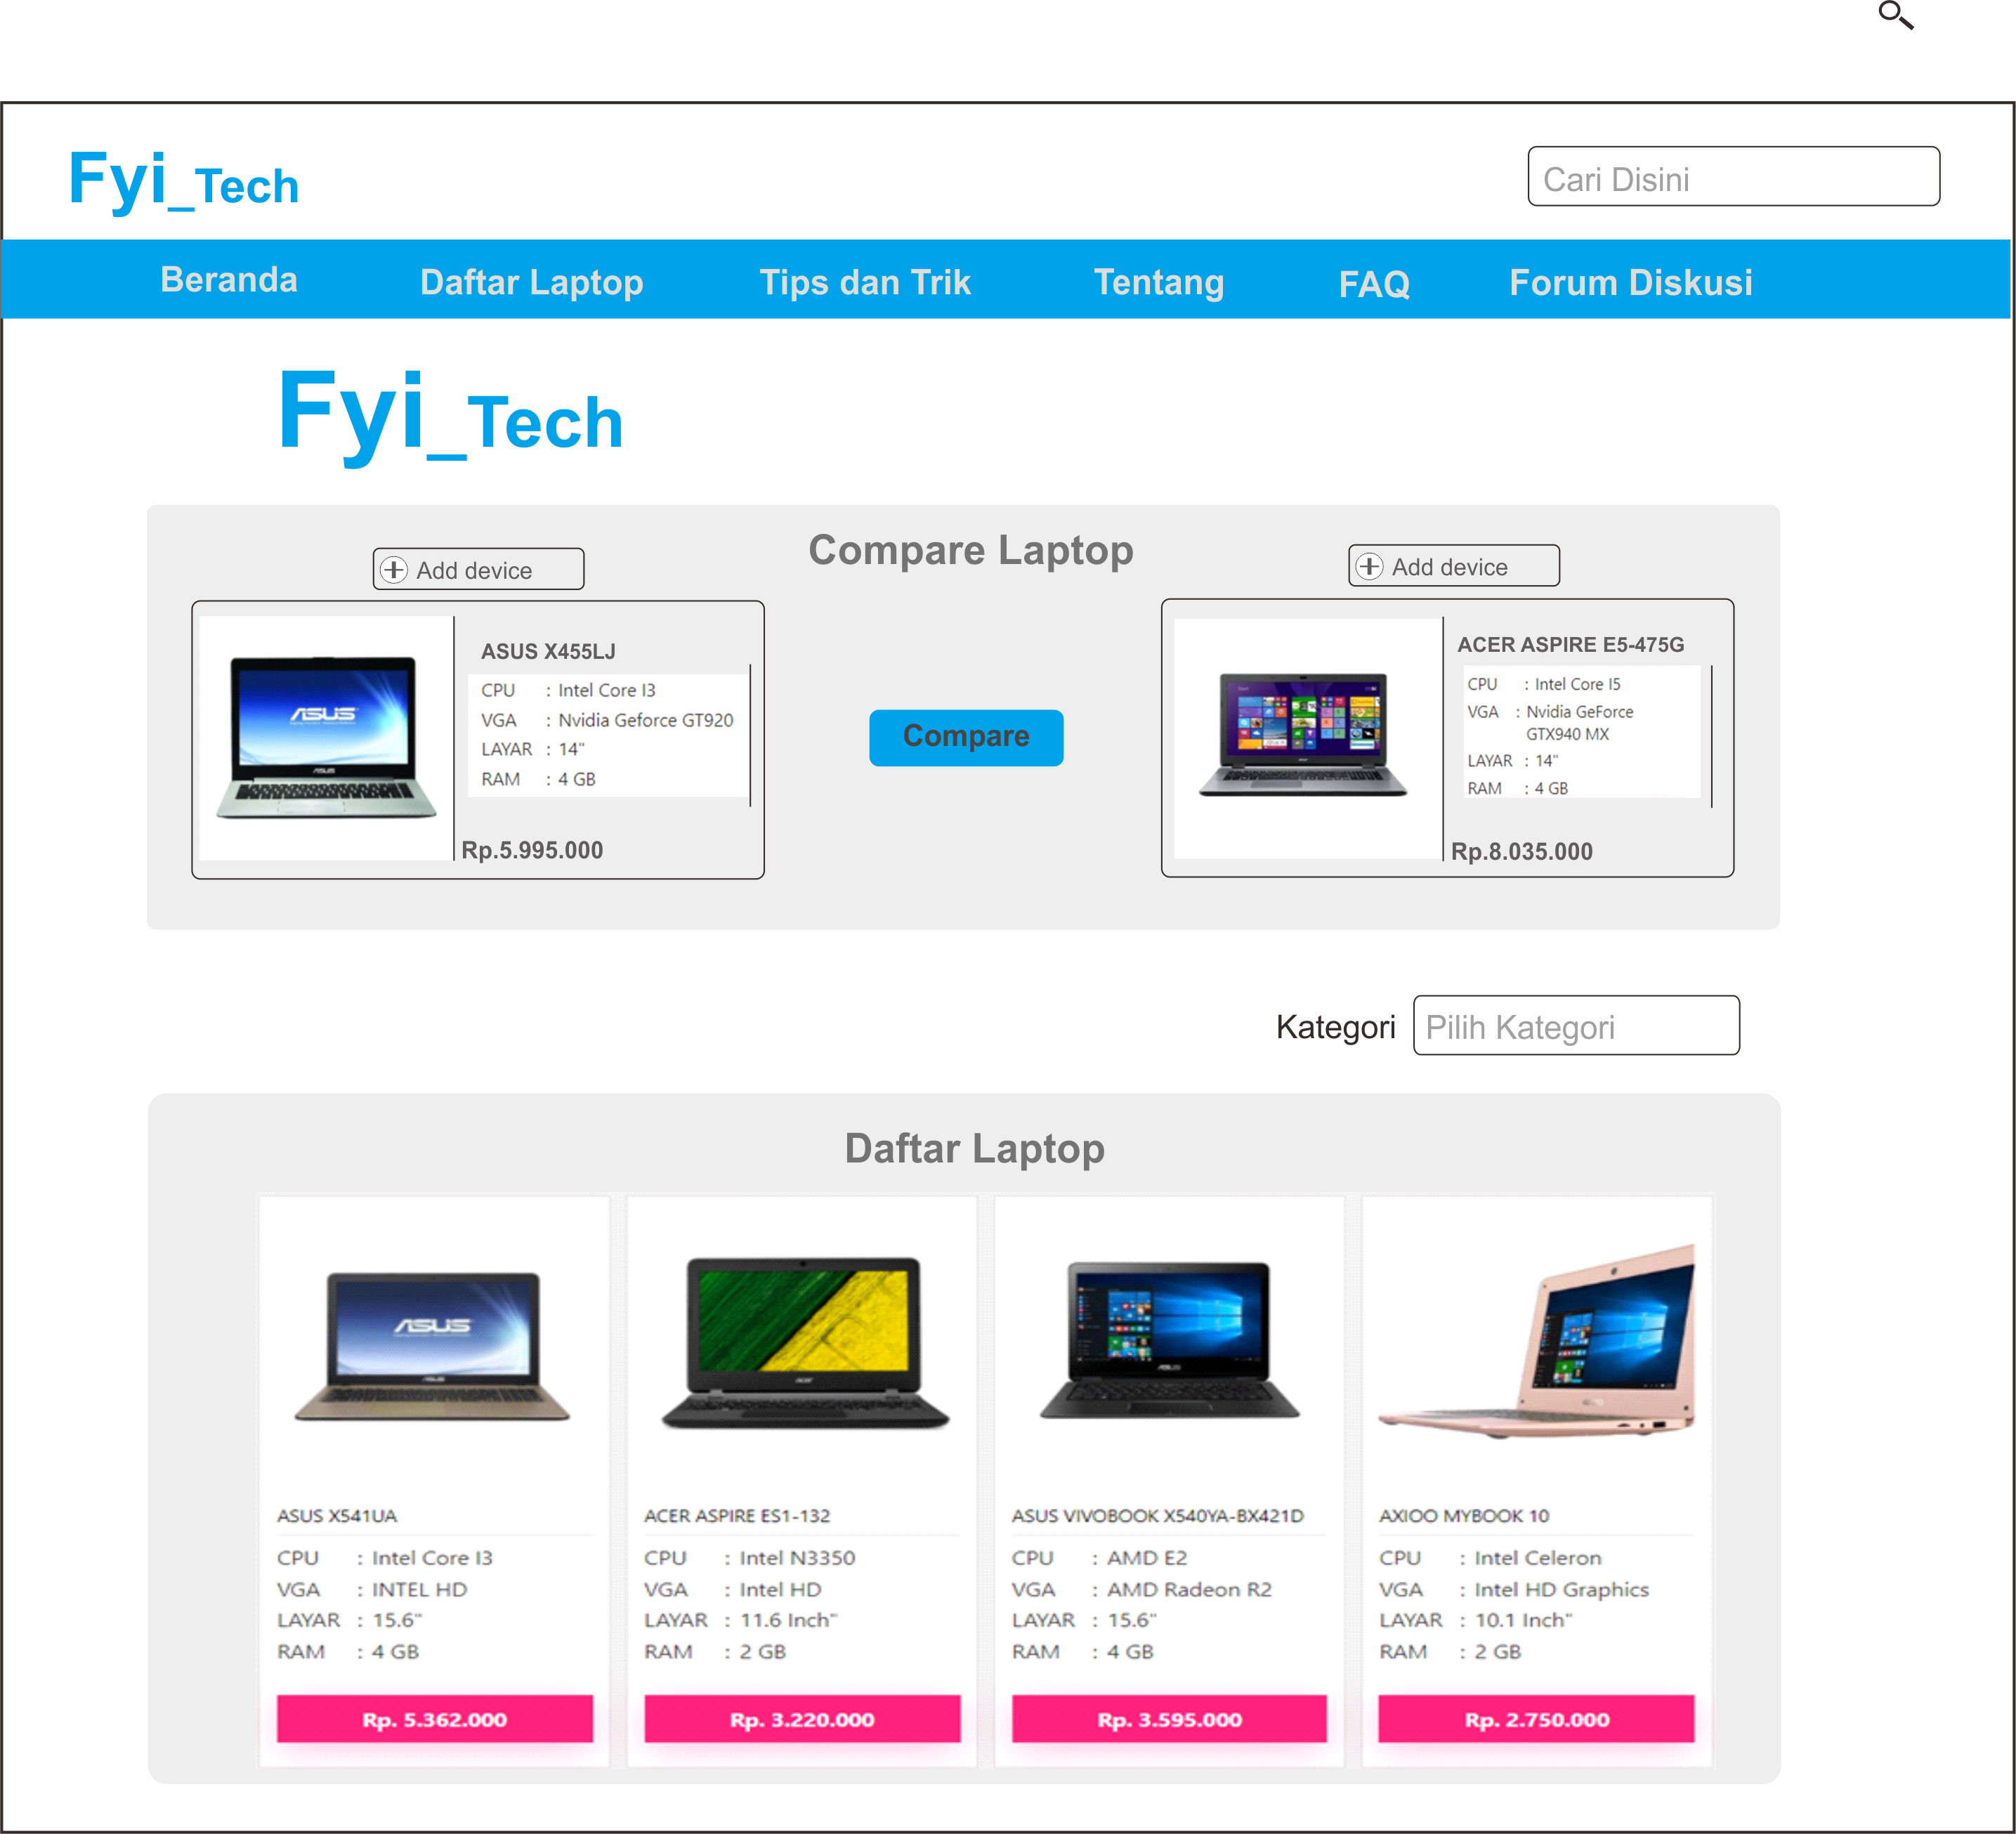 Fyi_Tech
Cari Disini
Beranda Daftar Laptop Tips dan Trik Tentang FAQ Forum Diskusi
Fyi_Tech
Compare Laptop
Add device
ASUS
ASUS
ASUS X455LJ
CPU : Intel Core I3
VGA : Nvidia Geforce GT920
LAYAR : 14"
RAM : 4 GB
Rp.5.995.000
Compare
Add device
Start
ACER ASPIRE E5-475G
CPU : Intel Core I5
VGA : Nvidia GeForce
GTX940 MX
LAYAR : 14"
RAM : 4 GB
Rp.8.035.000
Kategori Pilih Kategori
Daftar Laptop
ASUS
ASUS
ASUS X541UA
CPU : Intel Core I3
VGA : INTEL HD
LAYAR : 15.6"
RAM : 4 GB
Rp. 5.362.000
acer
ACER ASPIRE ES1-132
CPU : Intel N3350
VGA : Intel HD
LAYAR : 11.6 Inch"
RAM : 2 GB
Rp. 3.220.000
ASUS
ASUS VIVOBOOK X540YA-BX421D
CPU : AMD E2
VGA : AMD Radeon R2
LAYAR : 15.6"
RAM : 4 GB
Rp. 3.595.000
AXIOO MYBOOK 10
CPU : Intel Celeron
VGA : Intel HD Graphics
LAYAR : 10.1 Inch"
RAM : 2 GB
Rp. 2.750.000